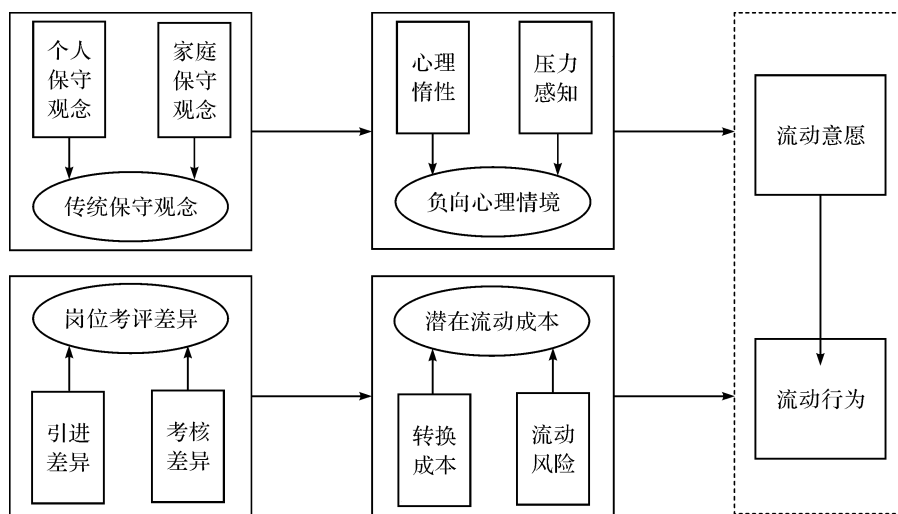 个人
保守
观念
家庭
保守
观念
传统保守观念
心理
惰性
压力
感知
负向心理情境
流动意愿
岗位考评差异
引进
差异
考核
差异
潜在流动成本
转换
成本
流动
风险
流动行为